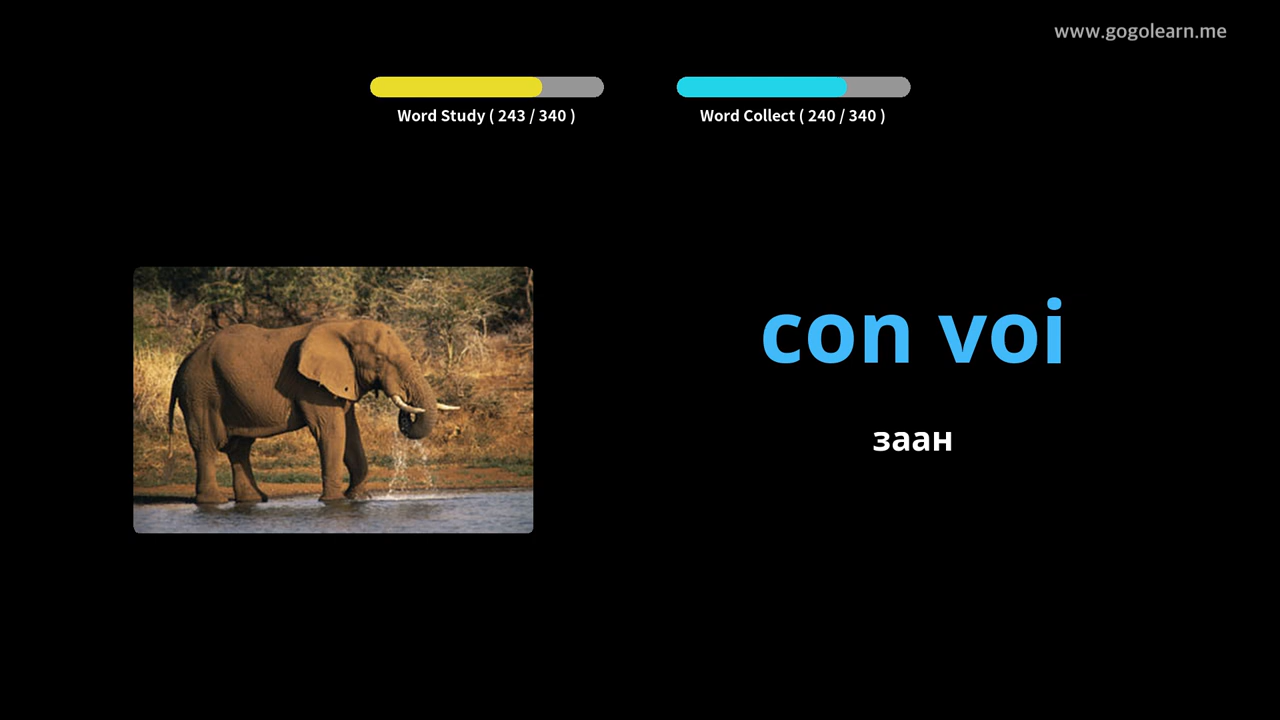 www.gogolearn.me
Word Study ( 243 / 340 )
Word Collect ( 240 / 340 )
con voi
заан